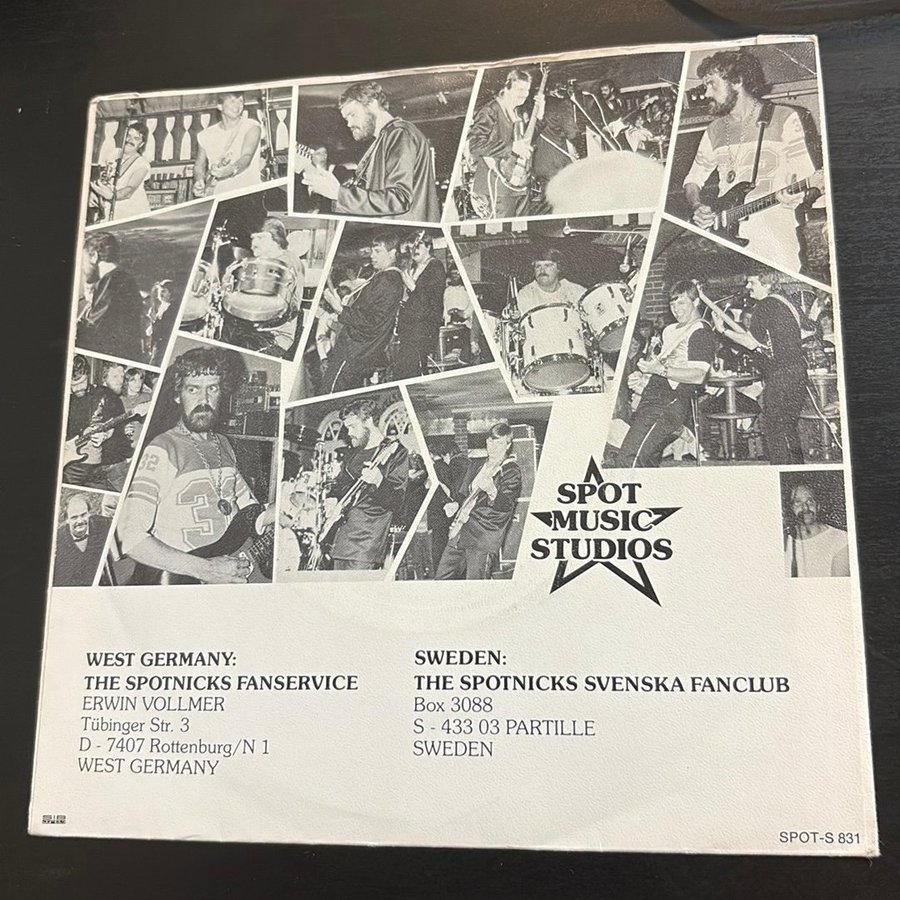 SPOT
MUSIC
STUDIOS
WEST GERMANY:
THE SPOTNICKS FANSERVICE
ERWIN VOLLMER
Tübinger Str. 3
D - 7407 Rottenburg/N 1
WEST GERMANY
SWEDEN:
THE SPOTNICKS SVENSKA FANCLUB
Box 3088
S - 433 03 PARTILLE
SWEDEN
SPOT-S 831